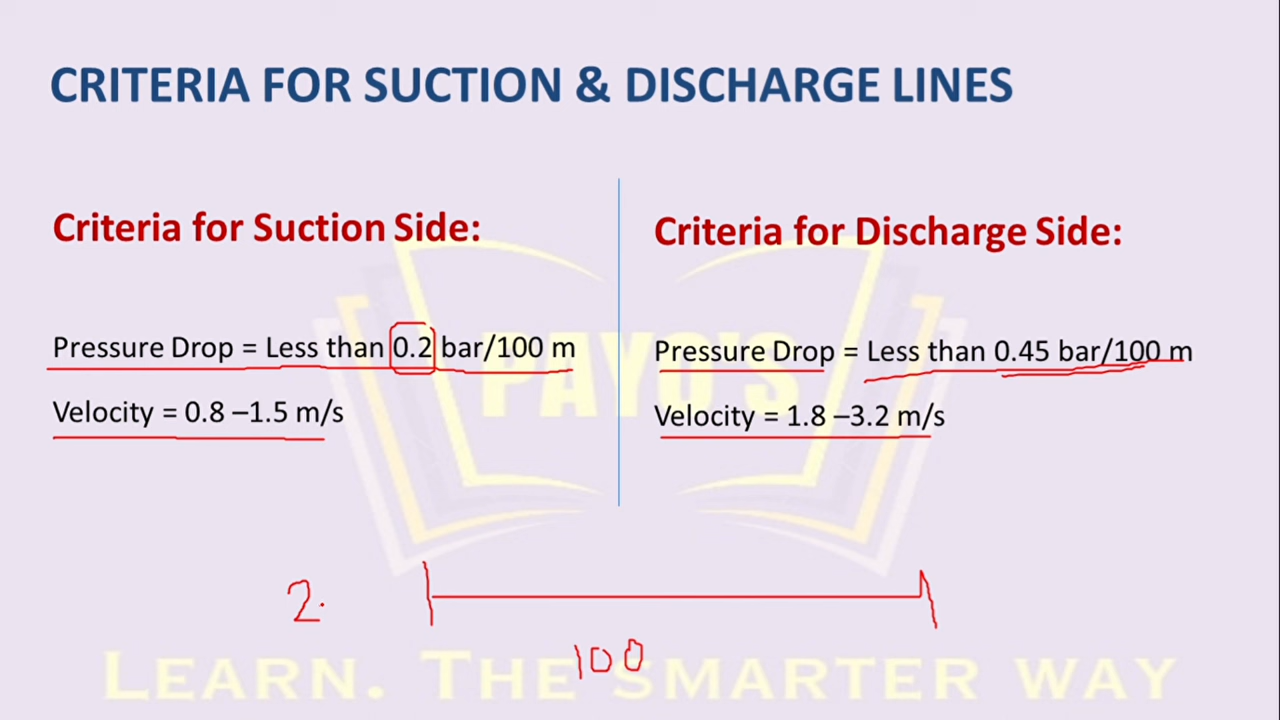 CRITERIA FOR SUCTION & DISCHARGE LINES
Criteria for Suction Side:
Pressure Drop = Less than 0.2 bar/100 m
Velocity = 0.8 –1.5 m/s
Criteria for Discharge Side:
Pressure Drop = Less than 0.45 bar/100 m
Velocity = 1.8 –3.2 m/s
PAYO'S
2.
100
LEARN. THE SMARTER WAY